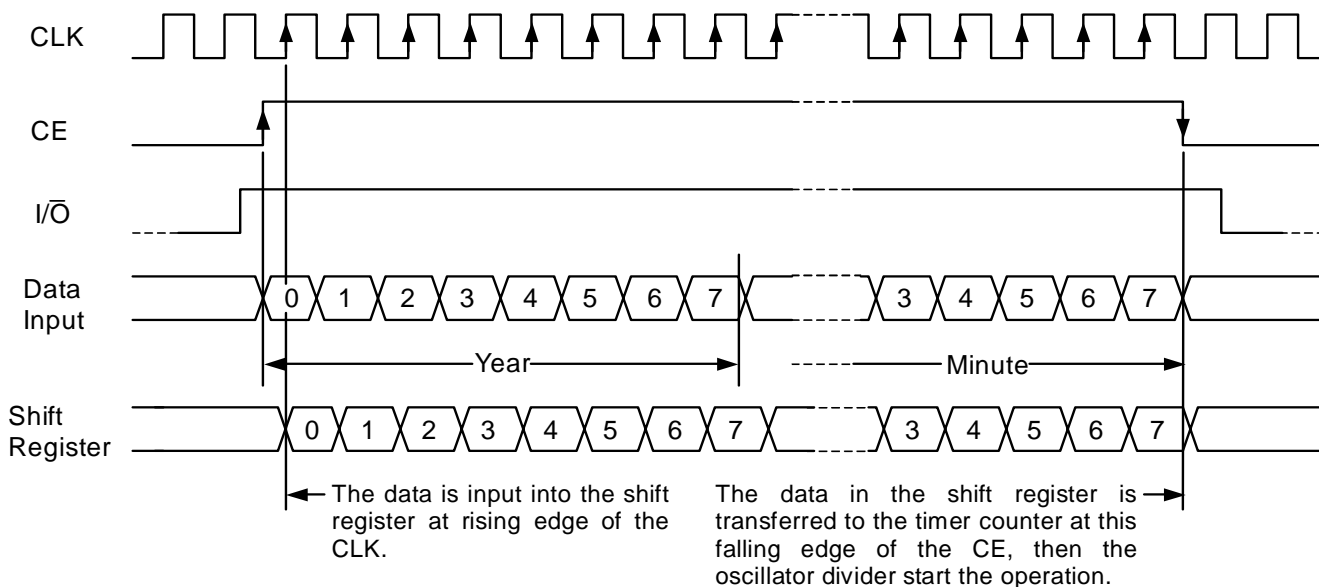 CLK
CE
I/O̅
Data
Input
0 1 2 3 4 5 6 7 3 4 5 6 7
Year Minute
Shift
Register
0 1 2 3 4 5 6 7 3 4 5 6 7
The data is input into the shift
register at rising edge of the
CLK.
The data in the shift register is
transferred to the timer counter at this
falling edge of the CE, then the
oscillator divider start the operation.